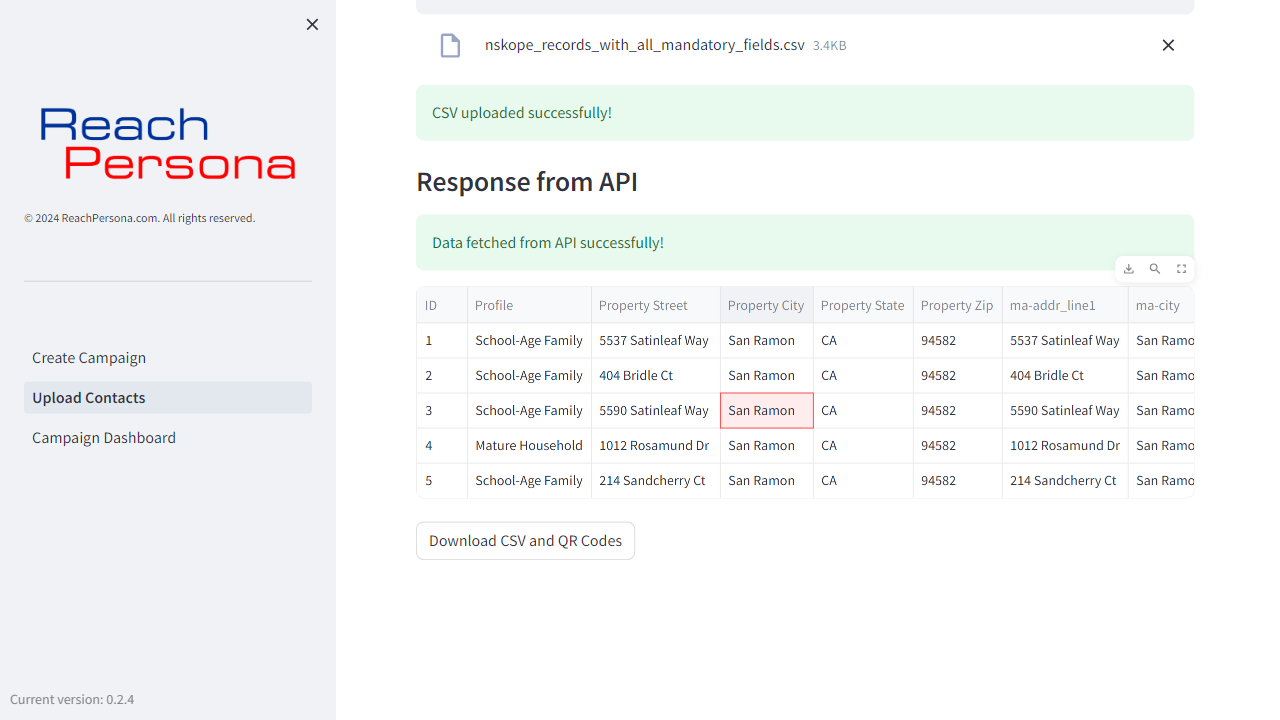 Reach
Persona
© 2024 ReachPersona.com. All rights reserved.
Create Campaign
Upload Contacts
Campaign Dashboard
Current version: 0.2.4
nskope_records_with_all_mandatory_fields.csv 3.4KB
CSV uploaded successfully!
Response from API
Data fetched from API successfully!
ID Profile Property Street Property City Property State Property Zip ma-addr_line1 ma-city
1 School-Age Family 5537 Satinleaf Way San Ramon CA 94582 5537 Satinleaf Way San Ramo
2 School-Age Family 404 Bridle Ct San Ramon CA 94582 404 Bridle Ct San Ramo
3 School-Age Family 5590 Satinleaf Way San Ramon CA 94582 5590 Satinleaf Way San Ramo
4 Mature Household 1012 Rosamund Dr San Ramon CA 94582 1012 Rosamund Dr San Ramo
5 School-Age Family 214 Sandcherry Ct San Ramon CA 94582 214 Sandcherry Ct San Ramo
Download CSV and QR Codes